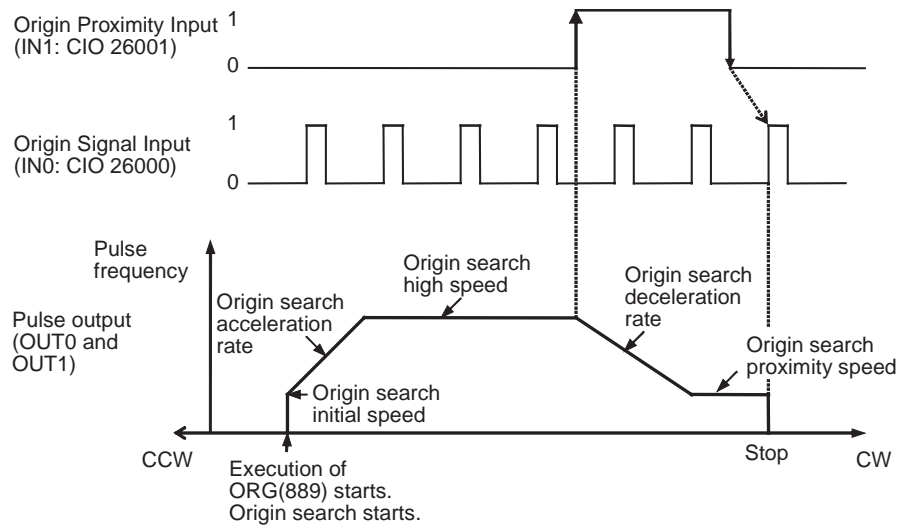 Origin Proximity Input
(IN1: CIO 26001)
1
0
Origin Signal Input
(IN0: CIO 26000)
1
0
Pulse
frequency
Pulse output
(OUT0 and
OUT1)
Origin search
acceleration
rate
Origin search
high speed
Origin search
deceleration
rate
Origin search
proximity speed
Origin search
initial speed
CCW
Execution of
ORG(889) starts.
Origin search starts.
Stop
CW